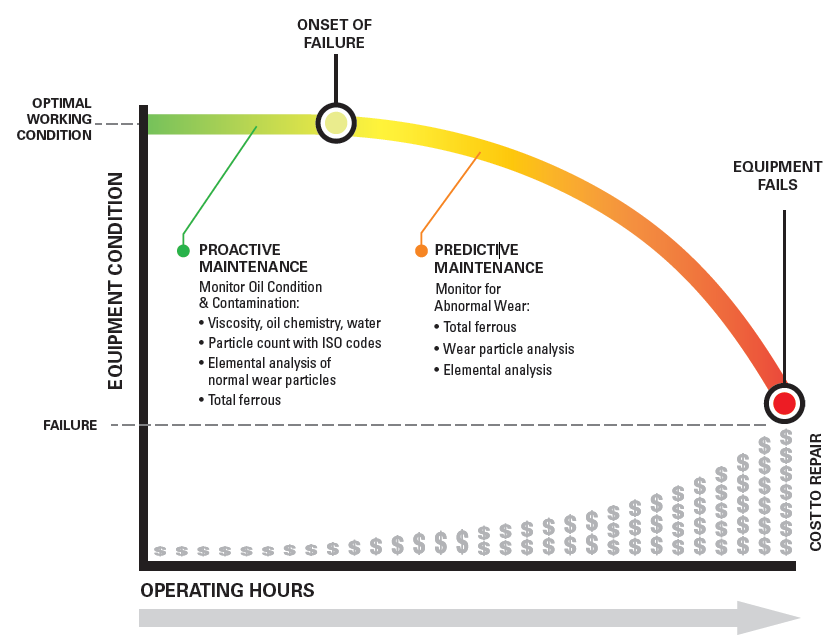 ONSET OF
FAILURE
OPTIMAL
WORKING
CONDITION
EQUIPMENT
FAILS
EQUIPMENT CONDITION
PROACTIVE
MAINTENANCE
Monitor Oil Condition
& Contamination:
• Viscosity, oil chemistry, water
• Particle count with ISO codes
• Elemental analysis of
normal wear particles
• Total ferrous
PREDICTIVE
MAINTENANCE
Monitor for
Abnormal Wear:
• Total ferrous
• Wear particle analysis
• Elemental analysis
FAILURE
COST TO REPAIR
OPERATING HOURS